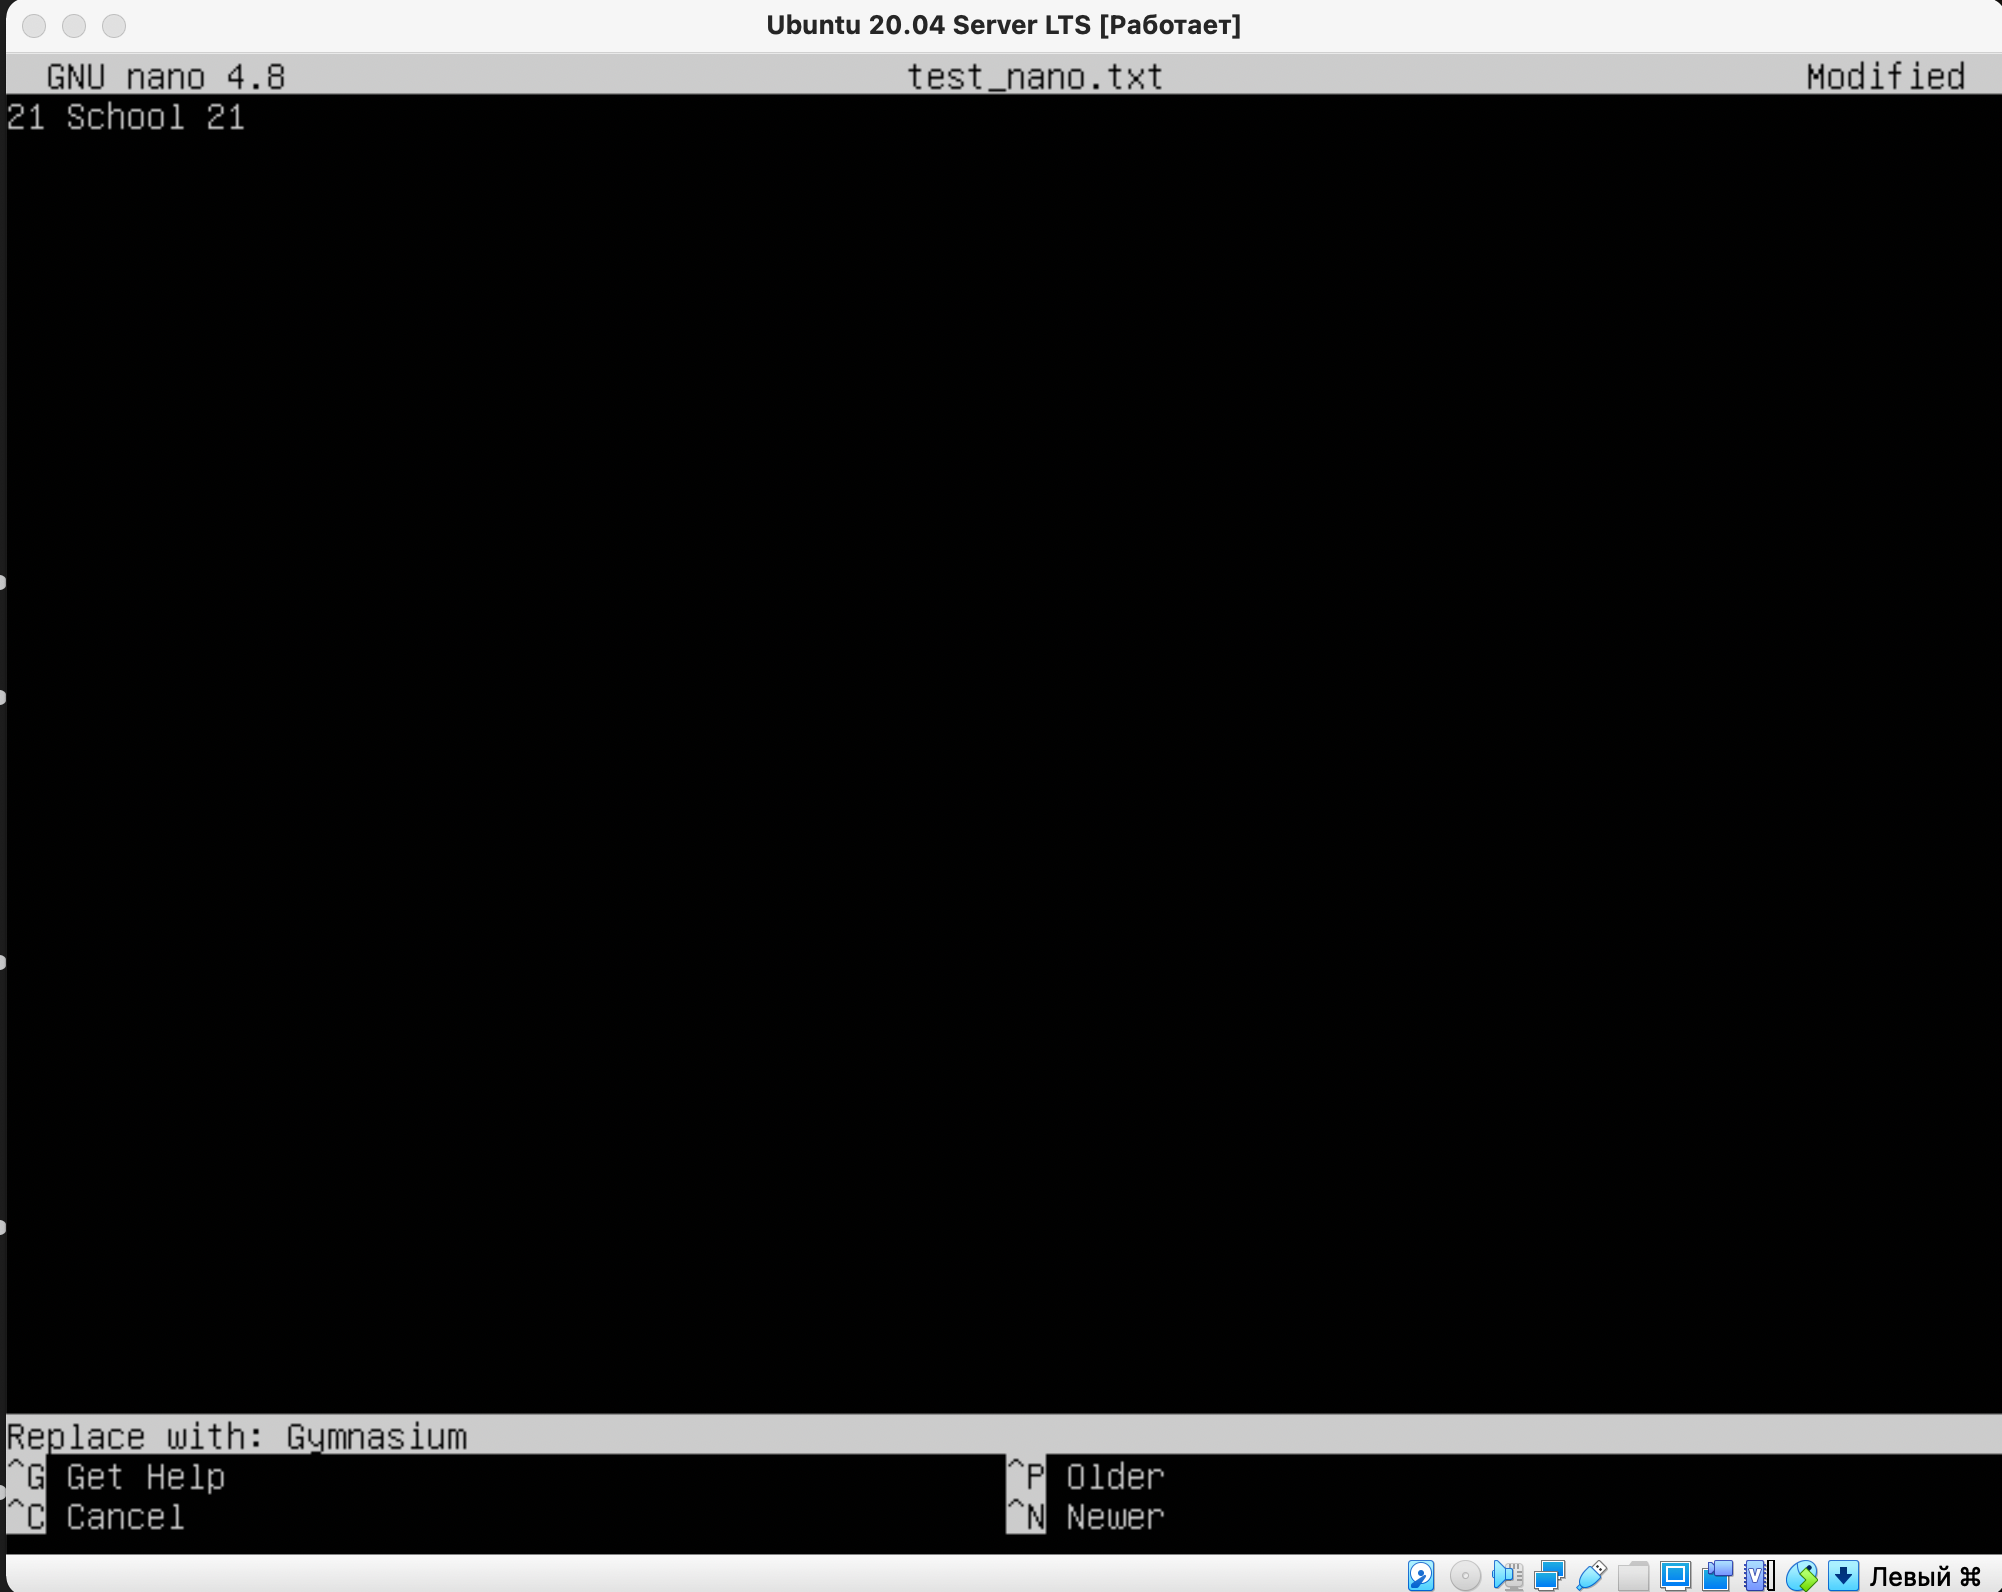 Ubuntu 20.04 Server LTS [Работает]
GNU nano 4.8 test_nano.txt Modified
21 School 21
Replace with: Gymnasium
^G Get Help ^P Older
^C Cancel ^N Newer
Левый ⌘